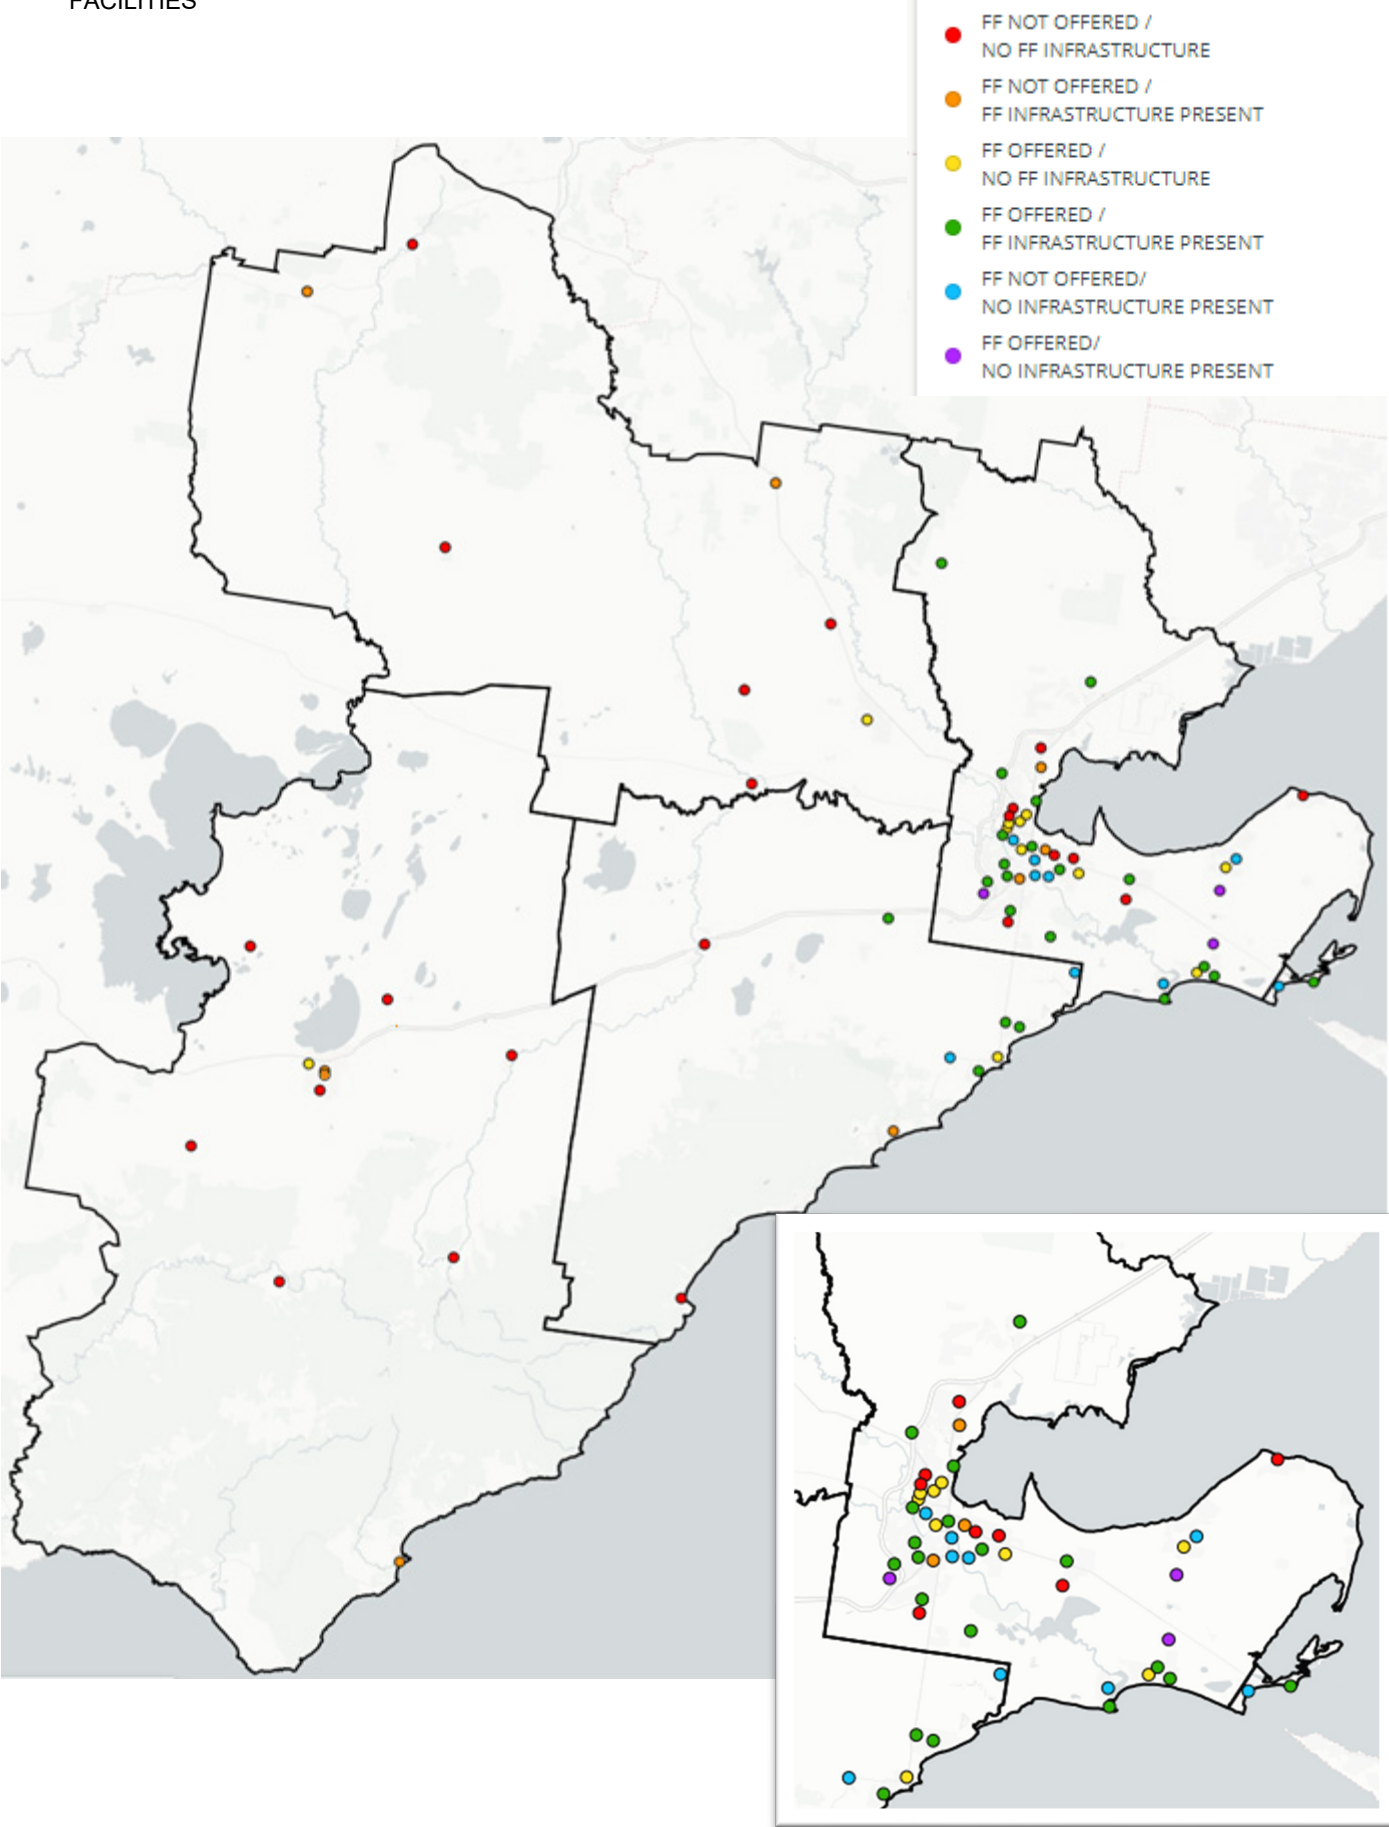 FACILITIES
FF NOT OFFERED /
NO FF INFRASTRUCTURE
FF NOT OFFERED /
FF INFRASTRUCTURE PRESENT
FF OFFERED /
NO FF INFRASTRUCTURE
FF OFFERED /
FF INFRASTRUCTURE PRESENT
FF NOT OFFERED/
NO INFRASTRUCTURE PRESENT
FF OFFERED/
NO INFRASTRUCTURE PRESENT